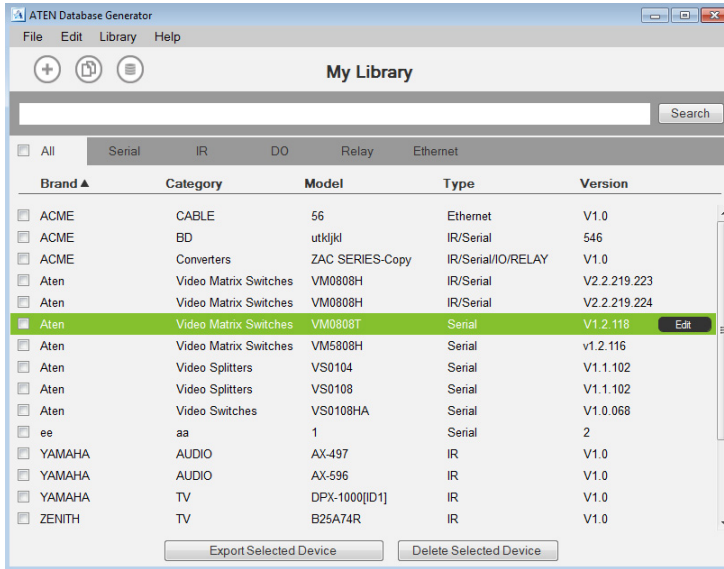 ATEN Database Generator
File Edit Library Help
My Library
Search
All Serial IR DO Relay Ethernet
Brand Category Model Type Version
ACME CABLE 56 Ethernet V1.0
ACME BD utkljkl IR/Serial 546
ACME Converters ZAC SERIES-Copy IR/Serial/IO/RELAY V1.0
Aten Video Matrix Switches VM0808H IR/Serial V2.2.219.223
Aten Video Matrix Switches VM0808H IR/Serial V2.2.219.224
Aten Video Matrix Switches VM0808T Serial V1.2.118 Edit
Aten Video Matrix Switches VM5808H Serial v1.2.116
Aten Video Splitters VS0104 Serial V1.1.102
Aten Video Splitters VS0108 Serial V1.1.102
Aten Video Switches VS0108HA Serial V1.0.068
ee aa 1 Serial 2
YAMAHA AUDIO AX-497 IR V1.0
YAMAHA AUDIO AX-596 IR V1.0
YAMAHA TV DPX-1000[ID1] IR V1.0
ZENITH TV B25A74R IR V1.0
Export Selected Device Delete Selected Device